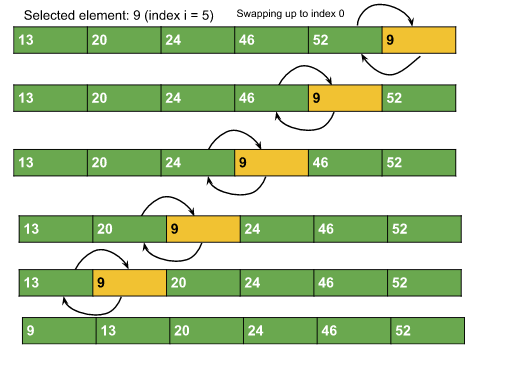 Selected element: 9 (index i = 5) Swapping up to index 0
13 20 24 46 52 9
13 20 24 46 9 52
13 20 24 9 46 52
13 20 9 24 46 52
13 9 20 24 46 52
9 13 20 24 46 52